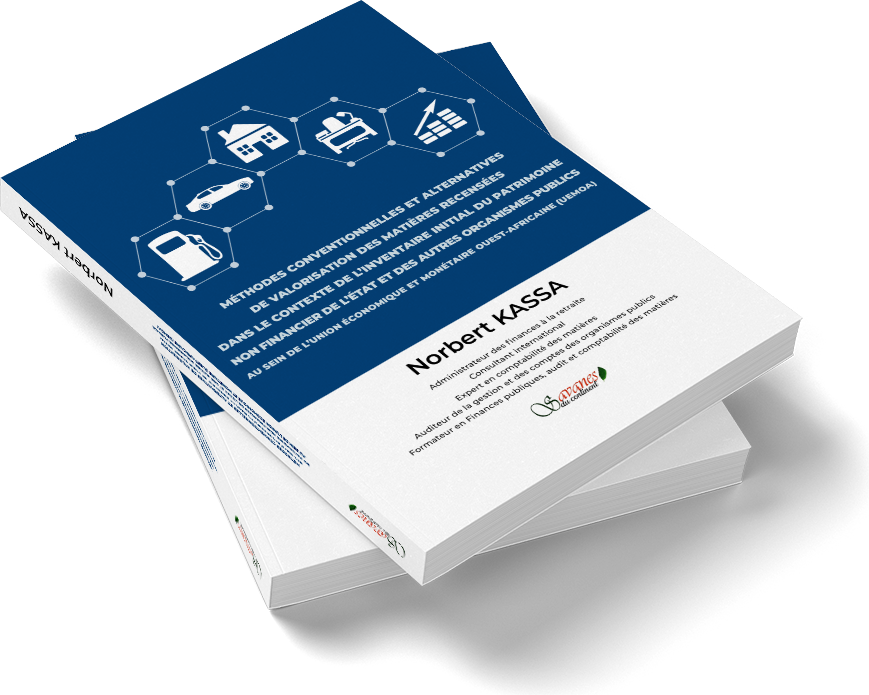 MÉTHODES CONVENTIONNELLES ET ALTERNATIVES
DE VALORISATION DES MATIÈRES RECENSÉES
DANS LE CONTEXTE DE L'INVENTAIRE INITIAL DU PATRIMOINE
NON FINANCIER DE L'ÉTAT ET DES AUTRES ORGANISMES PUBLICS
AU SEIN DE L'UNION ÉCONOMIQUE ET MONÉTAIRE OUEST-AFRICAINE (UEMOA)
Norbert KASSA
Administrateur des finances à la retraite
Consultant international
Expert en comptabilité des matières
Auditeur de la gestion et des comptes des organismes publics
Formateur en Finances publiques, audit et comptabilité des matières
Savanes
du continent
Norbert KASSA